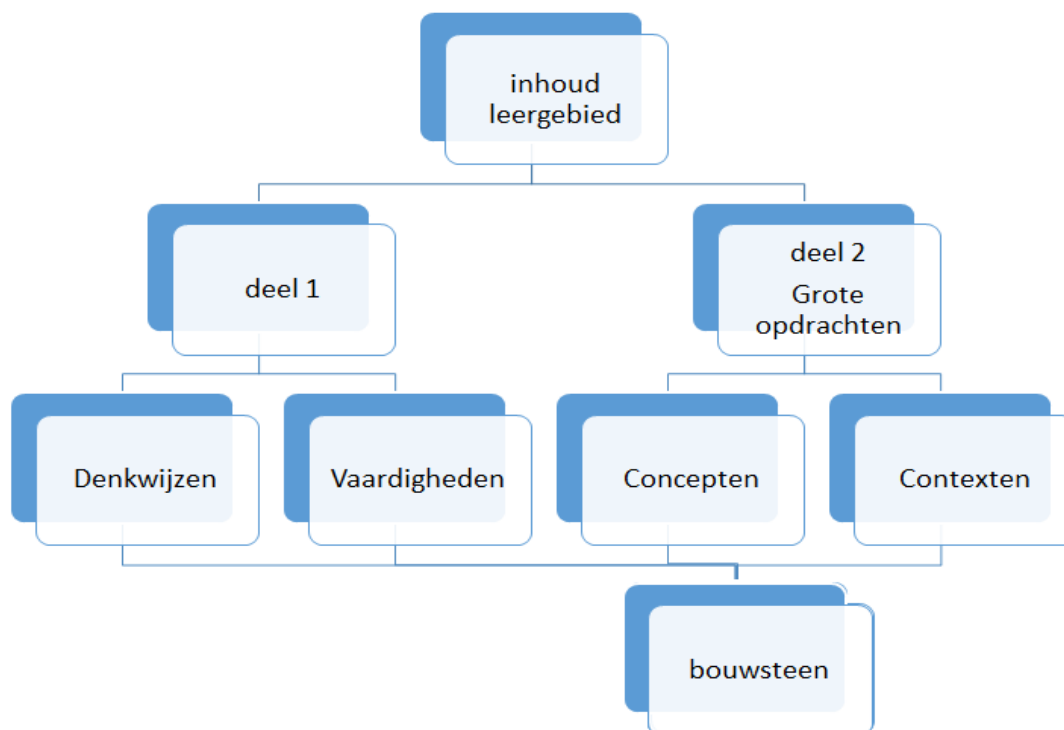 inhoud
leergebied
deel 1
deel 2
Grote
opdrachten
Denkwijzen
Vaardigheden
Concepten
Contexten
bouwsteen